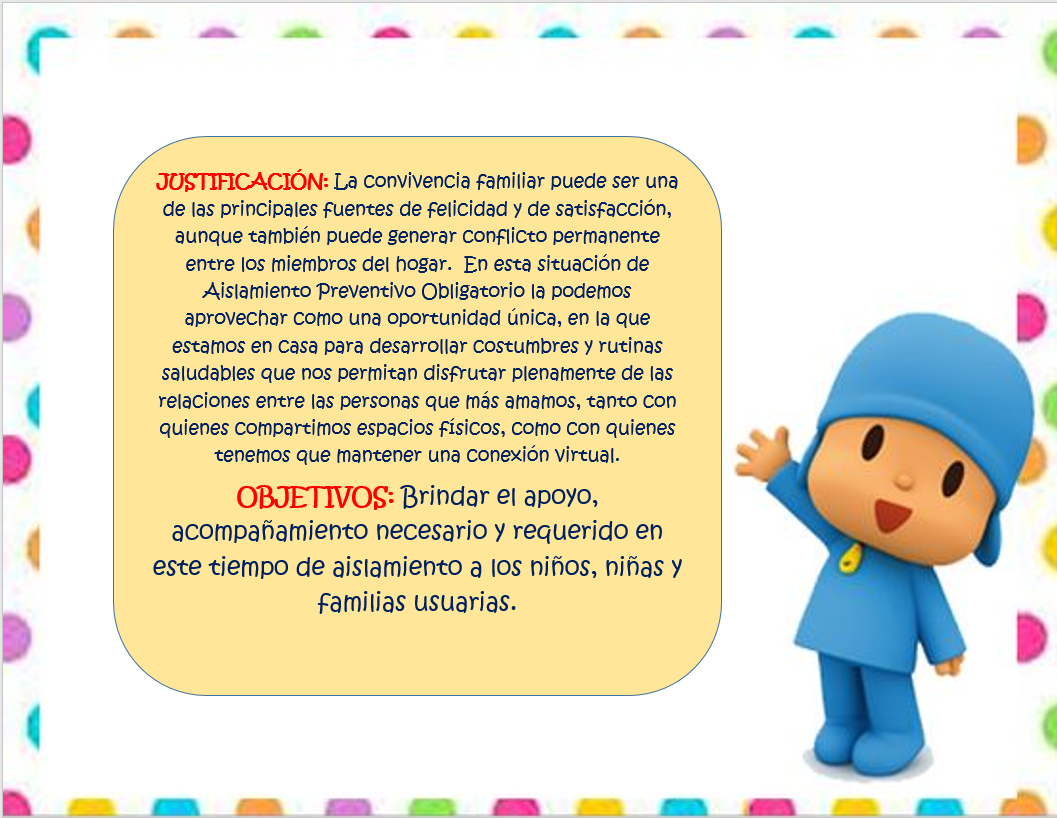 JUSTIFICACIÓN: La convivencia familiar puede ser una
de las principales fuentes de felicidad y de satisfacción,
aunque también puede generar conflicto permanente
entre los miembros del hogar.  En esta situación de
Aislamiento Preventivo Obligatorio la podemos
aprovechar como una oportunidad única, en la que
estamos en casa para desarrollar costumbres y rutinas
saludables que nos permitan disfrutar plenamente de las
relaciones entre las personas que más amamos, tanto con
quienes compartimos espacios físicos, como con quienes
tenemos que mantener una conexión virtual.
OBJETIVOS: Brindar el apoyo,
acompañamiento necesario y requerido en
este tiempo de aislamiento a los niños, niñas y
familias usuarias.